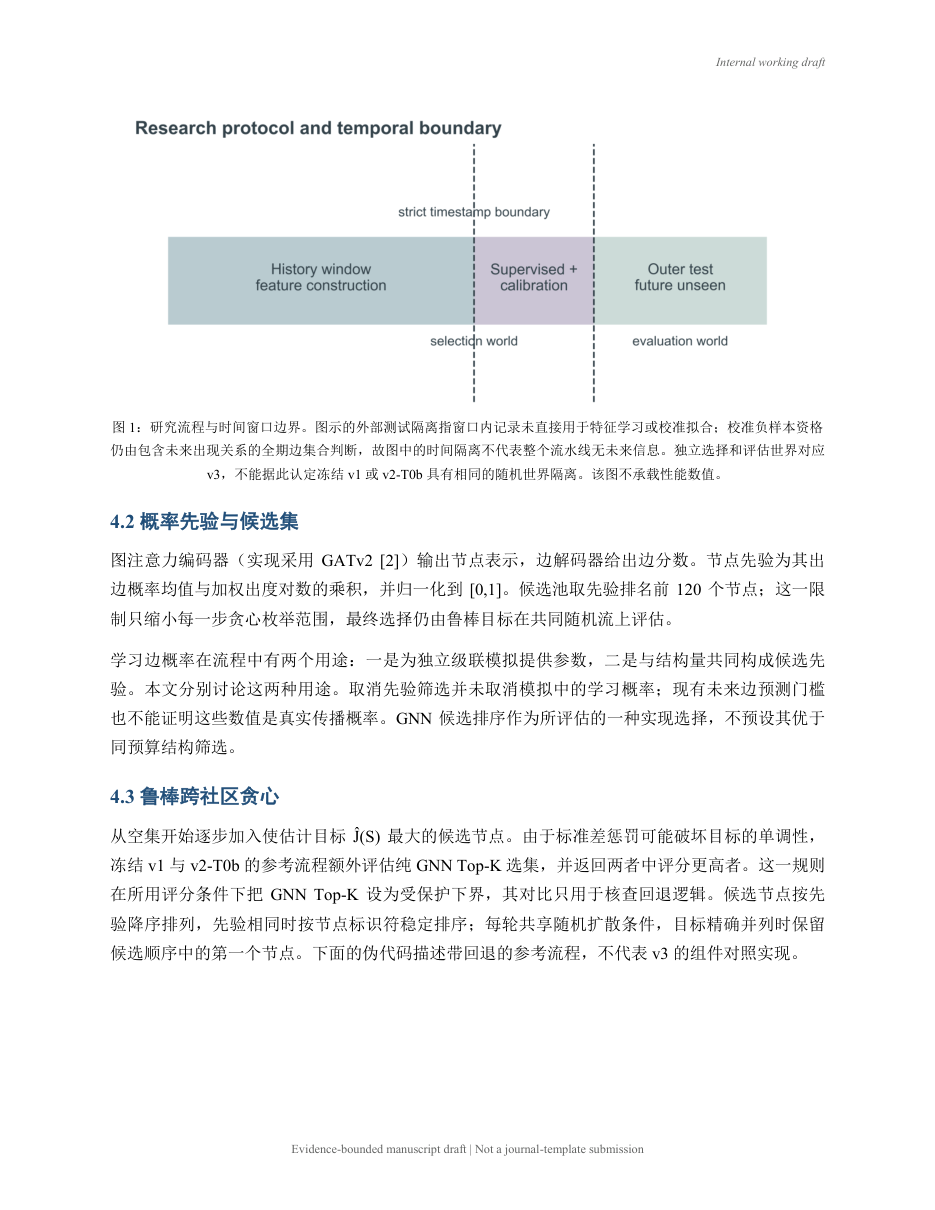 Internal working draft
Research protocol and temporal boundary
strict timestamp boundary
History window
feature construction
Supervised +
calibration
Outer test
future unseen
selection world
evaluation world
图 1：研究流程与时间窗口边界。图示的外部测试隔离指窗口内记录未直接用于特征学习或校准拟合；校准负样本资格
仍由包含未来出现关系的全期边集合判断，故图中的时间隔离不代表整个流水线无未来信息。独立选择和评估世界对应
v3，不能据此认定冻结 v1 或 v2-T0b 具有相同的随机世界隔离。该图不承载性能数值。
4.2 概率先验与候选集
图注意力编码器（实现采用 GATv2 [2]）输出节点表示，边解码器给出边分数。节点先验为其出
边概率均值与加权出度对数的乘积，并归一化到 [0,1]。候选池取先验排名前 120 个节点；这一限
制只缩小每一步贪心枚举范围，最终选择仍由鲁棒目标在共同随机流上评估。
学习边概率在流程中有两个用途：一是为独立级联模拟提供参数，二是与结构量共同构成候选先
验。本文分别讨论这两种用途。取消先验筛选并未取消模拟中的学习概率；现有未来边预测门槛
也不能证明这些数值是真实传播概率。GNN 候选排序作为所评估的一种实现选择，不预设其优于
同预算结构筛选。
4.3 鲁棒跨社区贪心
从空集开始逐步加入使估计目标 Ĵ(S) 最大的候选节点。由于标准差惩罚可能破坏目标的单调性，
冻结 v1 与 v2-T0b 的参考流程额外评估纯 GNN Top-K 选集，并返回两者中评分更高者。这一规则
在所用评分条件下把 GNN Top-K 设为受保护下界，其对比只用于核查回退逻辑。候选节点按先
验降序排列，先验相同时按节点标识符稳定排序；每轮共享随机扩散条件，目标精确并列时保留
候选顺序中的第一个节点。下面的伪代码描述带回退的参考流程，不代表 v3 的组件对照实现。
Evidence-bounded manuscript draft | Not a journal-template submission